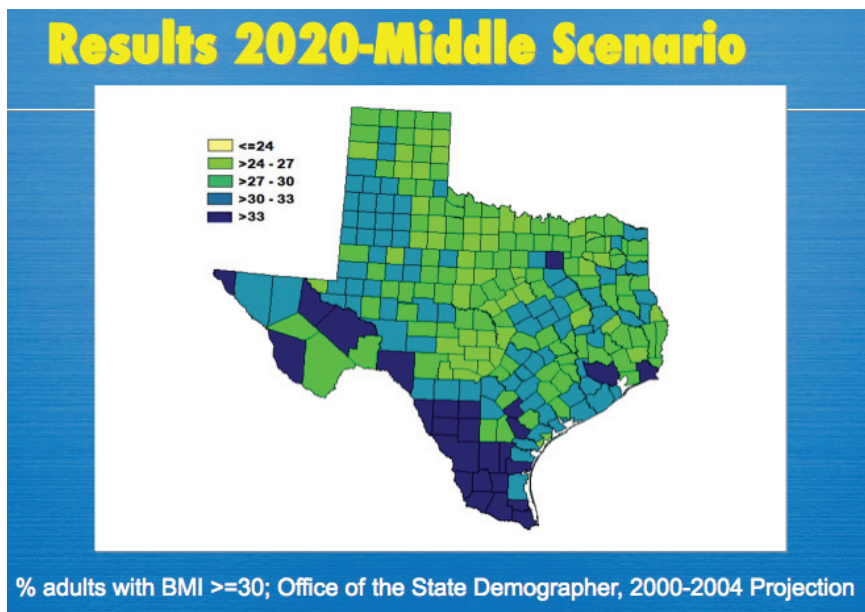 Results 2020-Middle Scenario
<=24
>24 - 27
>27 - 30
>30 - 33
>33
% adults with BMI >=30; Office of the State Demographer, 2000-2004 Projection